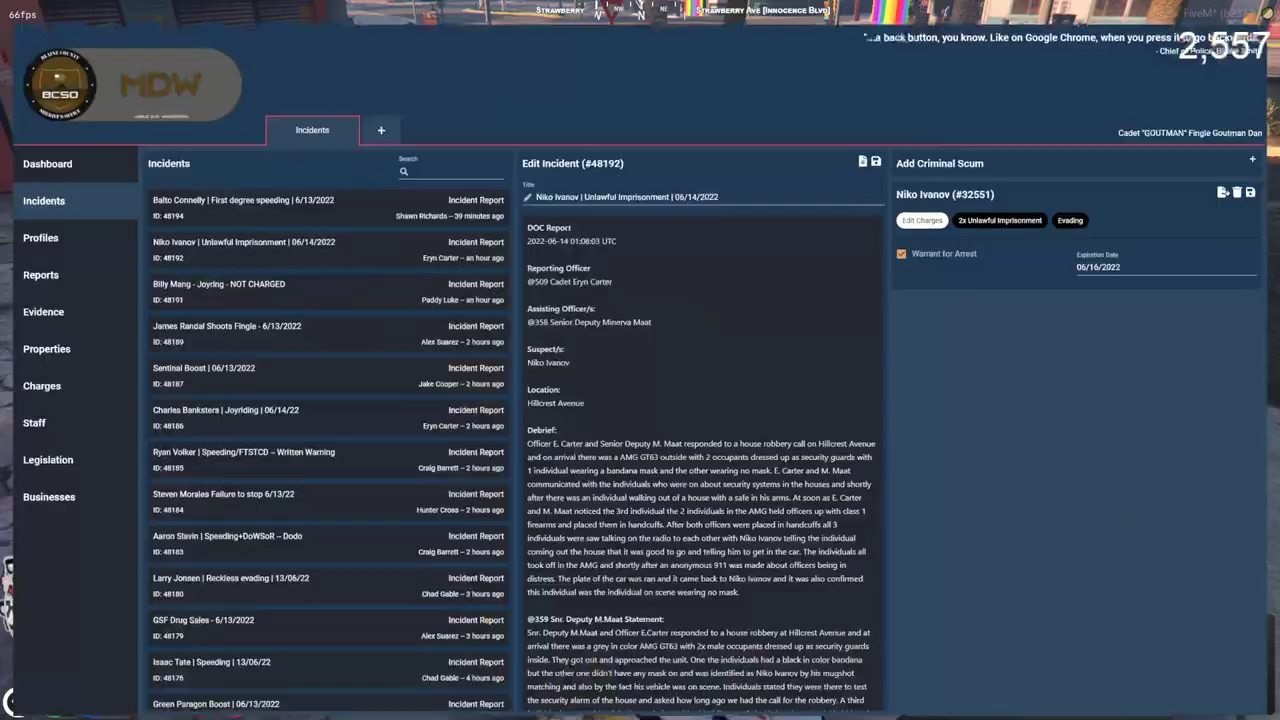 66fps
STRAWBERRY
NW
N
NE
STRAWBERRY AVE [INNOCENCE BLVD]
FiveM
a back button, you know. Like on Google Chrome, when you press it to go
- Chief of Police,
2,557
BLAINE COUNTY
BCSO
SHERIFF'S OFFICE
MDW
Incidents
+
Cadet "GOUTMAN" Fingle Goutman Dan
Dashboard
Incidents
Profiles
Reports
Evidence
Properties
Charges
Staff
Legislation
Businesses
Incidents
Search
Balto Connelly | First degree speeding | 6/13/2022 Incident Report
ID: 48194 Shawn Richards – 39 minutes ago
Niko Ivanov | Unlawful Imprisonment | 06/14/2022 Incident Report
ID: 48192 Eryn Carter – an hour ago
Billy Mang - Joyring - NOT CHARGED Incident Report
ID: 48191 Paddy Luke – an hour ago
James Randal Shoots Fingle - 6/13/2022 Incident Report
ID: 48189 Alex Suarez – 2 hours ago
Sentinal Boost | 06/13/2022 Incident Report
ID: 48187 Jake Cooper – 2 hours ago
Charles Banksters | Joyriding | 06/14/22 Incident Report
ID: 48186 Eryn Carter – 2 hours ago
Ryan Volker | Speeding/FTSTCD – Written Warning Incident Report
ID: 48185 Craig Barrett – 2 hours ago
Steven Morales Failure to stop 6/13/22 Incident Report
ID: 48184 Hunter Cross – 2 hours ago
Aaron Slavin | Speeding+DoWSoR – Dodo Incident Report
ID: 48183 Craig Barrett – 2 hours ago
Larry Jonsen | Reckless evading | 13/06/22 Incident Report
ID: 48180 Chad Gable – 3 hours ago
GSF Drug Sales - 6/13/2022 Incident Report
ID: 48179 Alex Suarez – 3 hours ago
Isaac Tate | Speeding | 13/06/22 Incident Report
ID: 48176 Chad Gable – 4 hours ago
Green Paragon Boost | 06/13/2022 Incident Report
Edit Incident (#48192)
Title
Niko Ivanov | Unlawful Imprisonment | 06/14/2022
DOC Report
2022-06-14 01:08:03 UTC
Reporting Officer
@509 Cadet Eryn Carter
Assisting Officer/s:
@358 Senior Deputy Minerva Maat
Suspect/s:
Niko Ivanov
Location:
Hillcrest Avenue
Debrief:
Officer E. Carter and Senior Deputy M. Maat responded to a house robbery call on Hillcrest Avenue
and on arrival there was a AMG GT63 outside with 2 occupants dressed up as security guards with
1 individual wearing a bandana mask and the other wearing no mask. E. Carter and M. Maat
communicated with the individuals who were on about security systems in the houses and shortly
after there was an individual walking out of a house with a safe in his arms. As soon as E. Carter
and M. Maat noticed the 3rd individual the 2 individuals in the AMG held officers up with class 1
firearms and placed them in handcuffs. After both officers were placed in handcuffs all 3
individuals were saw talking on the radio to each other with Niko Ivanov telling the individual
coming out the house that it was good to go and telling him to get in the car. The individuals all
took off in the AMG and shortly after an anonymous 911 was made about officers being in
distress. The plate of the car was ran and it came back to Niko Ivanov and it was also confirmed
this individual was the individual on scene wearing no mask.
@359 Snr. Deputy M.Maat Statement:
Snr. Deputy M.Maat and Officer E.Carter responded to a house robbery at Hillcrest Avenue and at
arrival there was a grey in color AMG GT63 with 2x male occupants dressed up as security guards
inside. They got out and approached the unit. One the individuals had a black in color bandana
but the other one didn't have any mask on and was identified as Niko Ivanov by his mugshot
matching and also by the fact his vehicle was on scene. Individuals stated they were there to test
the security alarm of the house and asked how long ago we had the call for the robbery. A third
Add Criminal Scum
+
Niko Ivanov (#32551)
Edit Charges
2x Unlawful Imprisonment
Evading
Warrant for Arrest
Expiration Date
06/16/2022